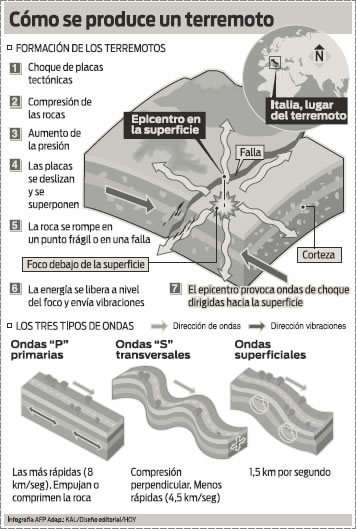 Cómo se produce un terremoto
FORMACIÓN DE LOS TERREMOTOS
1 Choque de placas
tectónicas
2 Compresión de
las rocas
3 Aumento de
la presión
4 Las placas
se deslizan
y se
superponen
5 La roca se rompe en
un punto frágil o en una falla
Foco debajo de la superficie
6 La energía se libera a nivel
del foco y envía vibraciones
Epicentro en
la superficie
Falla
N
Italia, lugar
del terremoto
Corteza
7 El epicentro provoca ondas de choque
dirigidas hacia la superficie
LOS TRES TIPOS DE ONDAS
Dirección de ondas
Dirección vibraciones
Ondas "P"
primarias
Las más rápidas (8
km/seg). Empujan o
comprimen la roca
Ondas "S"
transversales
Compresión
perpendicular. Menos
rápidas (4,5 km/seg)
Ondas
superficiales
1,5 km por segundo
Infografía AFP Adap.: KAL/Diseño editorial/HOY